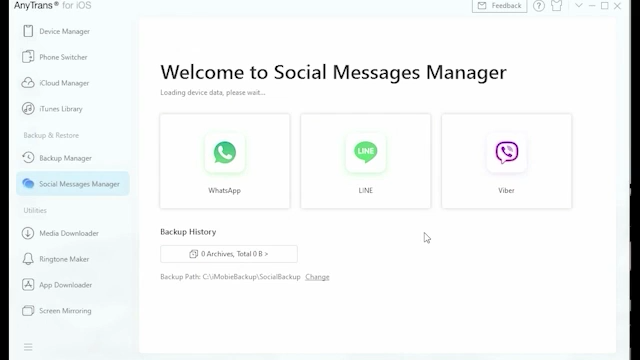 AnyTrans® for iOS
Feedback
Device Manager
Phone Switcher
iCloud Manager
iTunes Library
Backup & Restore
Backup Manager
Social Messages Manager
Utilities
Media Downloader
Ringtone Maker
App Downloader
Screen Mirroring
Welcome to Social Messages Manager
Loading device data, please wait...
WhatsApp
LINE
LINE
Viber
Backup History
0 Archives, Total 0 B >
Backup Path: C:\iMobieBackup\SocialBackup Change